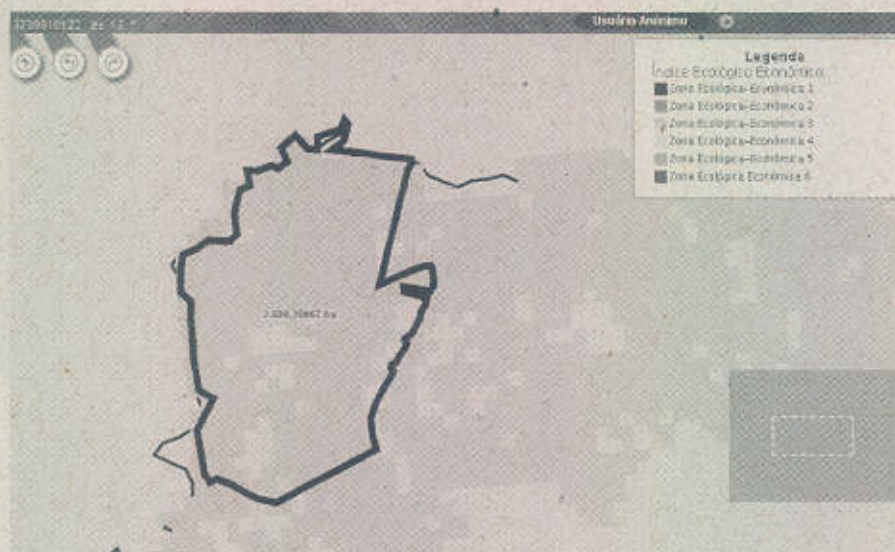 Usuário Anônimo
Legenda
Índice Ecológico Econômico
Zona Ecológica-Econômica 1
Zona Ecológica-Econômica 2
Zona Ecológica-Econômica 3
Zona Ecológica-Econômica 4
Zona Ecológica-Econômica 5
Zona Ecológica Econômica 6
ha